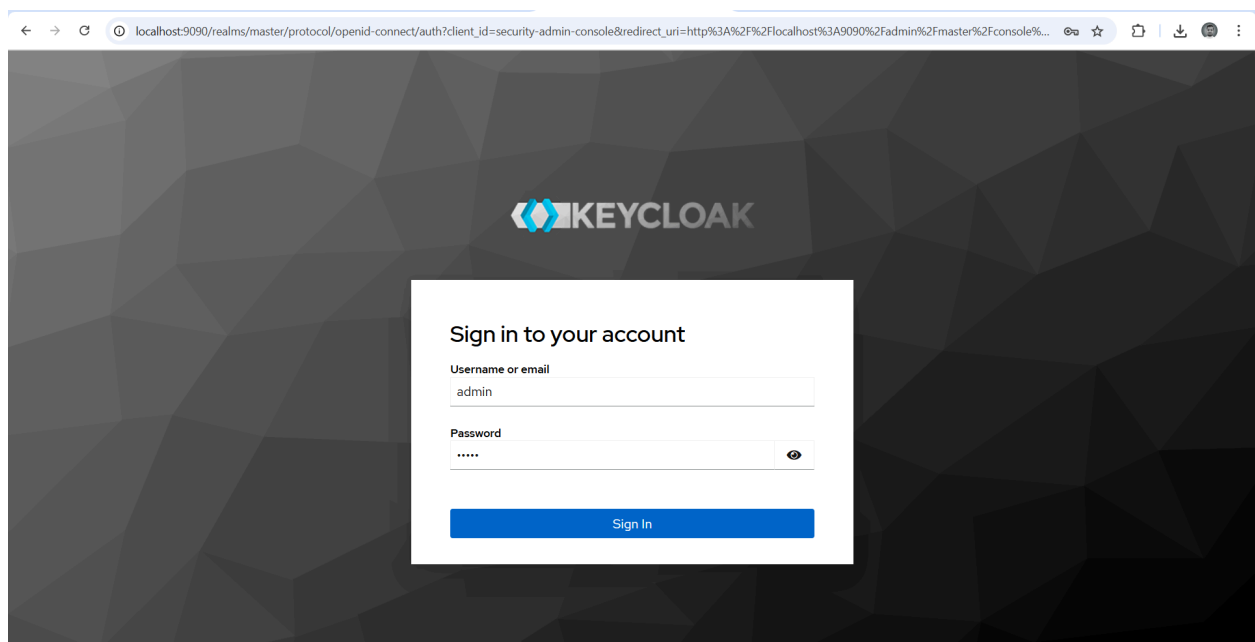 localhost:9090/realms/master/protocol/openid-connect/auth?client_id=security-admin-console&redirect_uri=http%3A%2F%2Flocalhost%3A9090%2Fadmin%2Fmaster%2Fconsole%...
KEYCLOAK
Sign in to your account
Username or email
admin
Password
•••••
Sign In